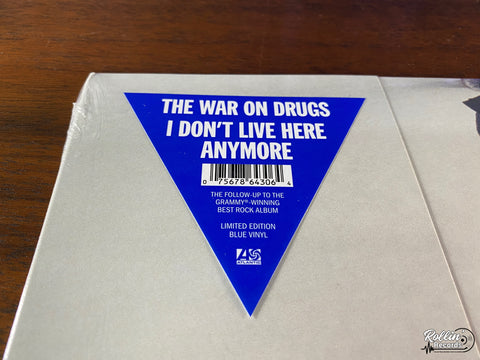 THE WAR ON DRUGS
I DON'T LIVE HERE
ANYMORE
0 75678 64306 4
THE FOLLOW-UP TO THE
GRAMMY®-WINNING
BEST ROCK ALBUM
LIMITED EDITION
BLUE VINYL
ATLANTIC
Rollin'
Records